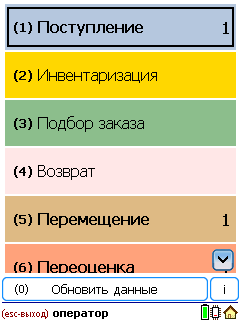 (1) Поступление 1
(2) Инвентаризация
(3) Подбор заказа
(4) Возврат
(5) Перемещение 1
(6) Переоценка
(0) Обновить данные i
(esc-выход) оператор